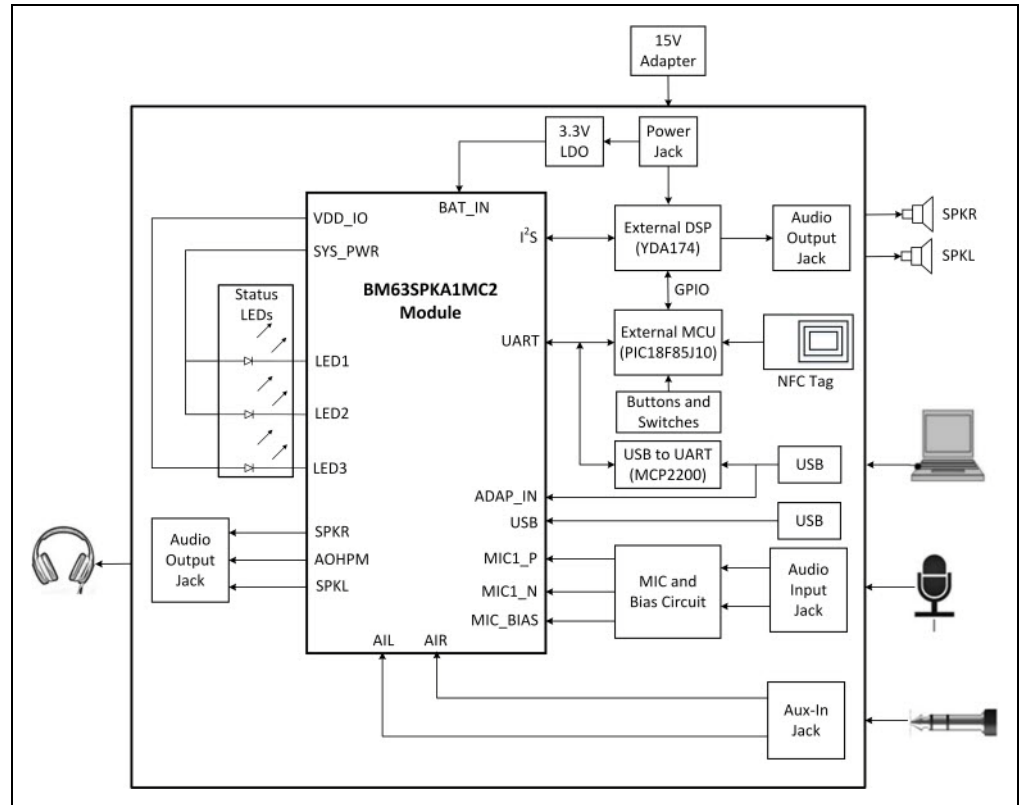 15V
Adapter
3.3V
LDO
Power
Jack
VDD_IO
BAT_IN
SYS_PWR
I²S
External DSP
(YDA174)
Audio
Output
Jack
SPKR
SPKL
BM63SPKA1MC2
Module
Status
LEDs
GPIO
UART
External MCU
(PIC18F85J10)
NFC Tag
LED1
LED2
LED3
Buttons and
Switches
USB to UART
(MCP2200)
USB
ADAP_IN
USB
USB
Audio
Output
Jack
SPKR
AOHPM
SPKL
MIC1_P
MIC1_N
MIC_BIAS
MIC and
Bias Circuit
Audio
Input
Jack
AIL
AIR
Aux-In
Jack